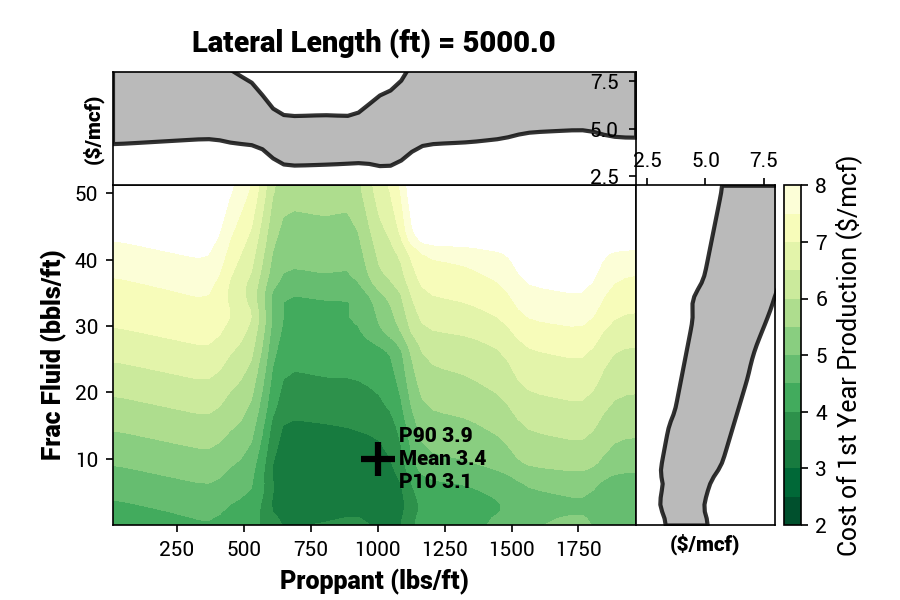 Lateral Length (ft) = 5000.0
($/mcf)
7.5
5.0
2.5
2.5 5.0 7.5
Frac Fluid (bbls/ft)
50
40
30
20
10
P90 3.9
Mean 3.4
P10 3.1
250 500 750 1000 1250 1500 1750
Proppant (lbs/ft)
($/mcf)
8
7
6
5
4
3
2
Cost of 1st Year Production ($/mcf)